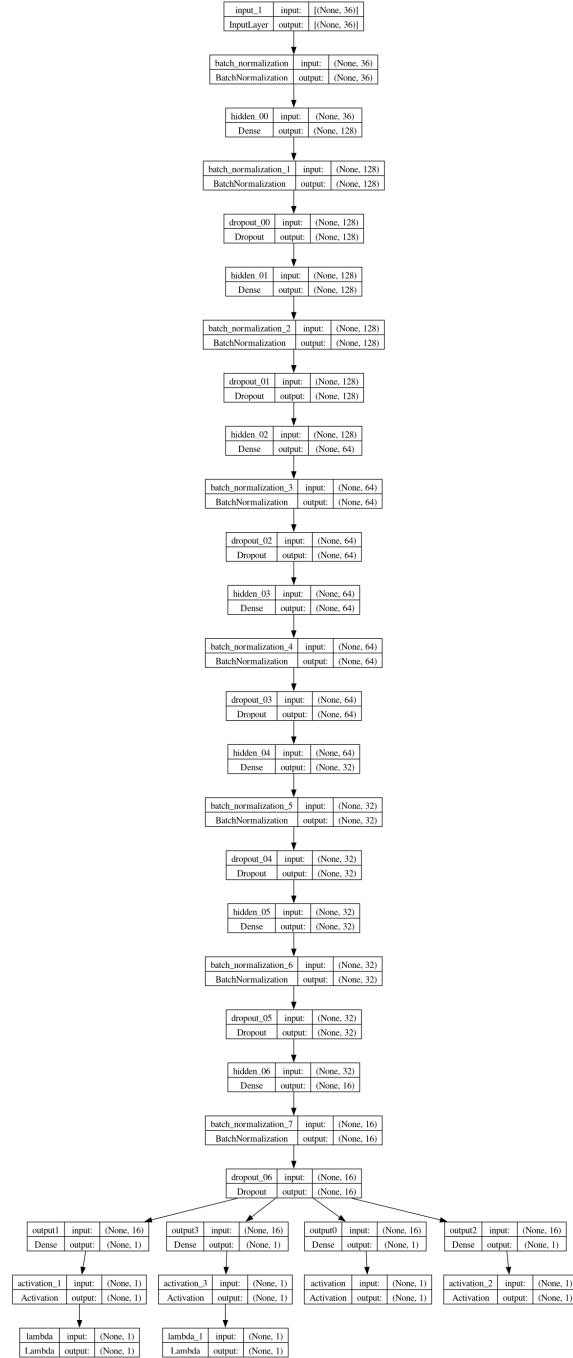 input_1 input: [(None, 36)]
InputLayer output: [(None, 36)]
batch_normalization input: (None, 36)
BatchNormalization output: (None, 36)
hidden_00 input: (None, 36)
Dense output: (None, 128)
batch_normalization_1 input: (None, 128)
BatchNormalization output: (None, 128)
dropout_00 input: (None, 128)
Dropout output: (None, 128)
hidden_01 input: (None, 128)
Dense output: (None, 128)
batch_normalization_2 input: (None, 128)
BatchNormalization output: (None, 128)
dropout_01 input: (None, 128)
Dropout output: (None, 128)
hidden_02 input: (None, 128)
Dense output: (None, 64)
batch_normalization_3 input: (None, 64)
BatchNormalization output: (None, 64)
dropout_02 input: (None, 64)
Dropout output: (None, 64)
hidden_03 input: (None, 64)
Dense output: (None, 64)
batch_normalization_4 input: (None, 64)
BatchNormalization output: (None, 64)
dropout_03 input: (None, 64)
Dropout output: (None, 64)
hidden_04 input: (None, 64)
Dense output: (None, 32)
batch_normalization_5 input: (None, 32)
BatchNormalization output: (None, 32)
dropout_04 input: (None, 32)
Dropout output: (None, 32)
hidden_05 input: (None, 32)
Dense output: (None, 32)
batch_normalization_6 input: (None, 32)
BatchNormalization output: (None, 32)
dropout_05 input: (None, 32)
Dropout output: (None, 32)
hidden_06 input: (None, 32)
Dense output: (None, 16)
batch_normalization_7 input: (None, 16)
BatchNormalization output: (None, 16)
dropout_06 input: (None, 16)
Dropout output: (None, 16)
output1 input: (None, 16) output3 input: (None, 16) output0 input: (None, 16) output2 input: (None, 16)
Dense output: (None, 1) Dense output: (None, 1) Dense output: (None, 1) Dense output: (None, 1)
activation_1 input: (None, 1) activation_3 input: (None, 1) activation input: (None, 1) activation_2 input: (None, 1)
Activation output: (None, 1) Activation output: (None, 1) Activation output: (None, 1) Activation output: (None, 1)
lambda input: (None, 1) lambda_1 input: (None, 1)
Lambda output: (None, 1) Lambda output: (None, 1)